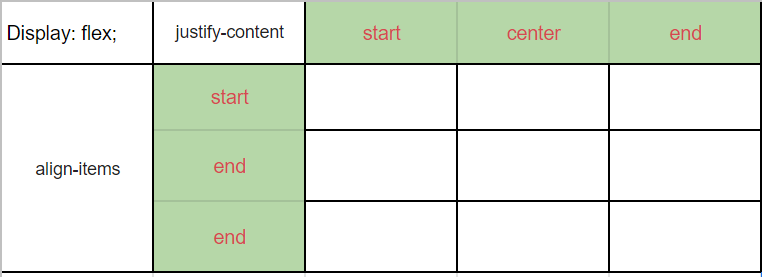 Display: flex;
justify-content
start
center
end
align-items
start
end
end